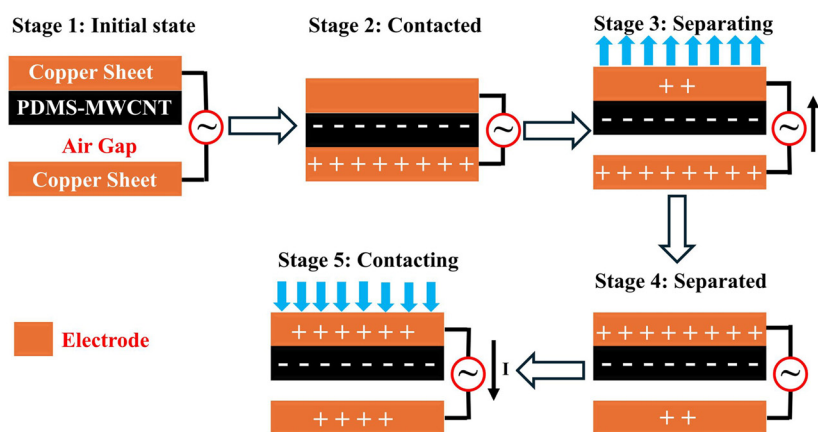 Stage 1: Initial state
Copper Sheet
PDMS-MWCNT
Air Gap
Copper Sheet
~
Stage 2: Contacted
- - - - - - -
+ + + + + + + +
~
Stage 3: Separating
+ +
- - - - - - -
+ + + + + + + +
~
Stage 4: Separated
+ + + + + + + +
- - - - - - -
+ +
~
Stage 5: Contacting
+ + + + + +
- - - - - - -
+ + + +
~
I
Electrode